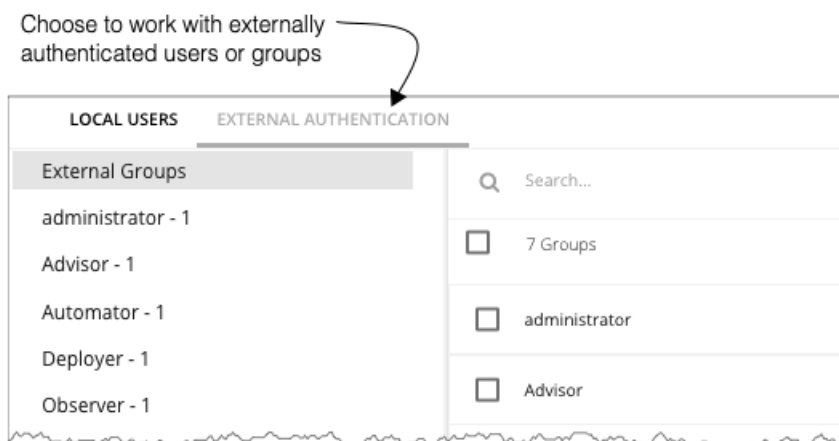 Choose to work with externally
authenticated users or groups
LOCAL USERS EXTERNAL AUTHENTICATION
External Groups
administrator - 1
Advisor - 1
Automator - 1
Deployer - 1
Observer - 1
Search...
7 Groups
administrator
Advisor